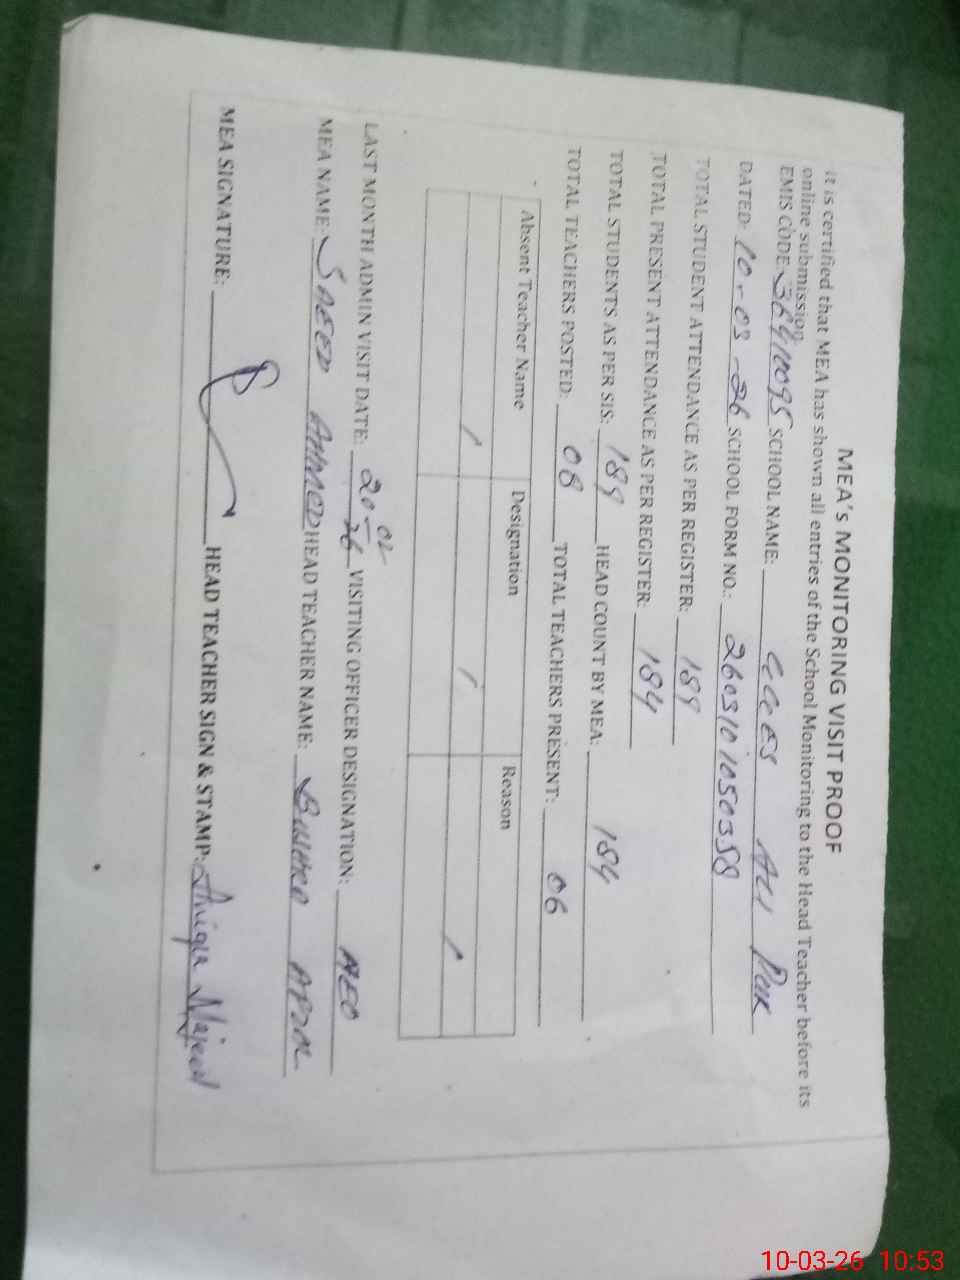 MEA's MONITORING VISIT PROOF
it is certified that MEA has shown all entries of the School Monitoring to the Head Teacher before its
online submission
EMIS CODE 36410095 SCHOOL NAME: GGES ALI PUR
DATED: 10-03-26 SCHOOL FORM NO.: 2603101050358
TOTAL STUDENT ATTENDANCE AS PER REGISTER: 189
TOTAL PRESENT ATTENDANCE AS PER REGISTER: 184
TOTAL STUDENTS AS PER SIS: 189 HEAD COUNT BY MEA: 184
TOTAL TEACHERS POSTED: 08 TOTAL TEACHERS PRESENT: 06
Absent Teacher Name Designation Reason
/ / /
LAST MONTH ADMIN VISIT DATE: 20-02-26 VISITING OFFICER DESIGNATION: AEO
MEA NAME: SAEED AHMED HEAD TEACHER NAME: BUSHRA
MEA SIGNATURE: HEAD TEACHER SIGN & STAMP: Majeed
10-03-26 10:53